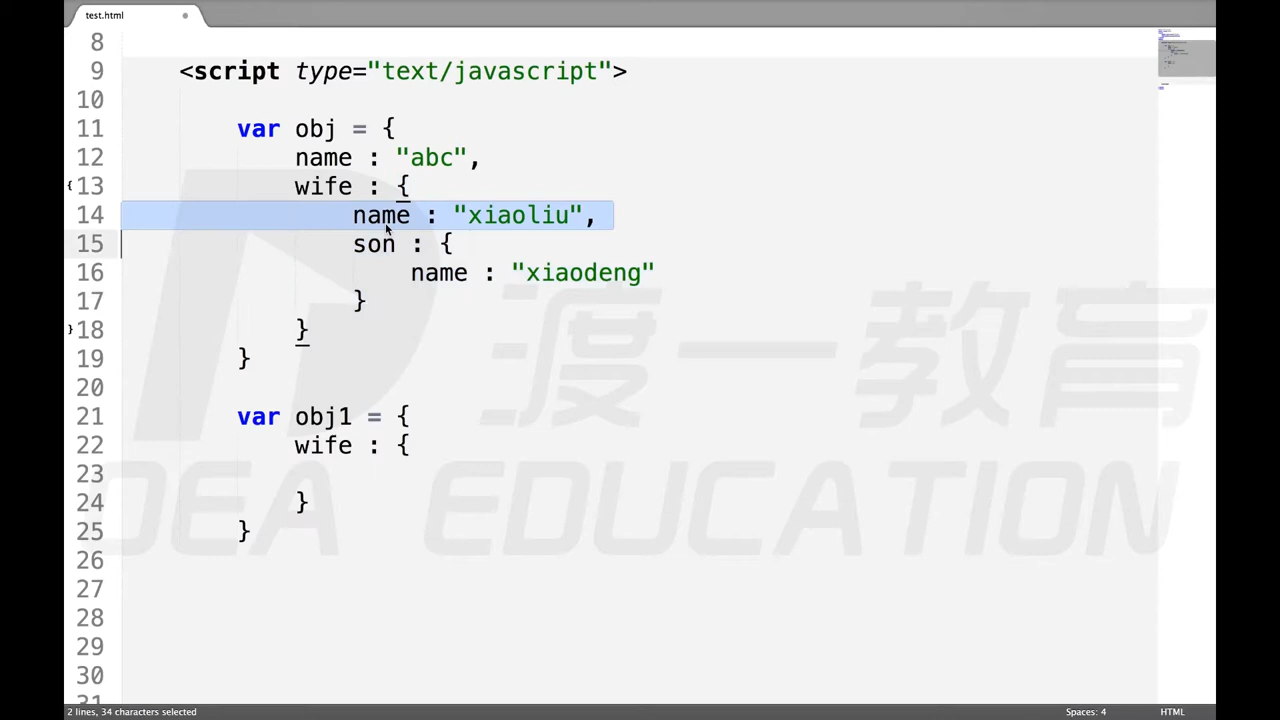 test.html
8
9 <script type="text/javascript">
10
11 var obj = {
12 name : "abc",
13 wife : {
14 name : "xiaoliu",
15 son : {
16 name : "xiaodeng"
17 }
18 }
19 }
20
21 var obj1 = {
22 wife : {
23
24 }
25 }
26
27
28
29
30
31
渡一教育
DEA EDUCATION
2 lines, 34 characters selected
Spaces: 4
HTML